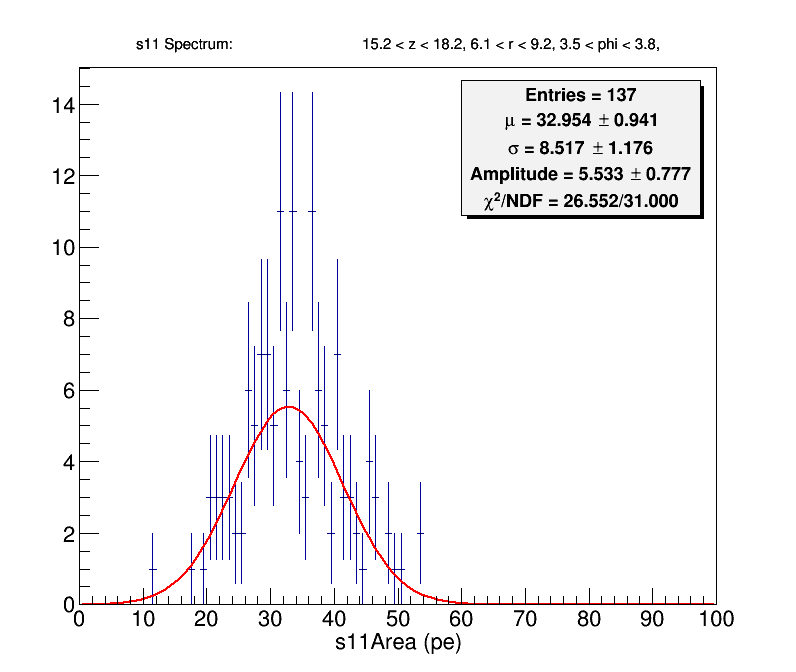 s11 Spectrum: 15.2 < z < 18.2, 6.1 < r < 9.2, 3.5 < phi < 3.8,
Entries = 137
μ = 32.954 ± 0.941
σ = 8.517 ± 1.176
Amplitude = 5.533 ± 0.777
χ²/NDF = 26.552/31.000
14
12
10
8
6
4
2
0
0 10 20 30 40 50 60 70 80 90 100
s11Area (pe)